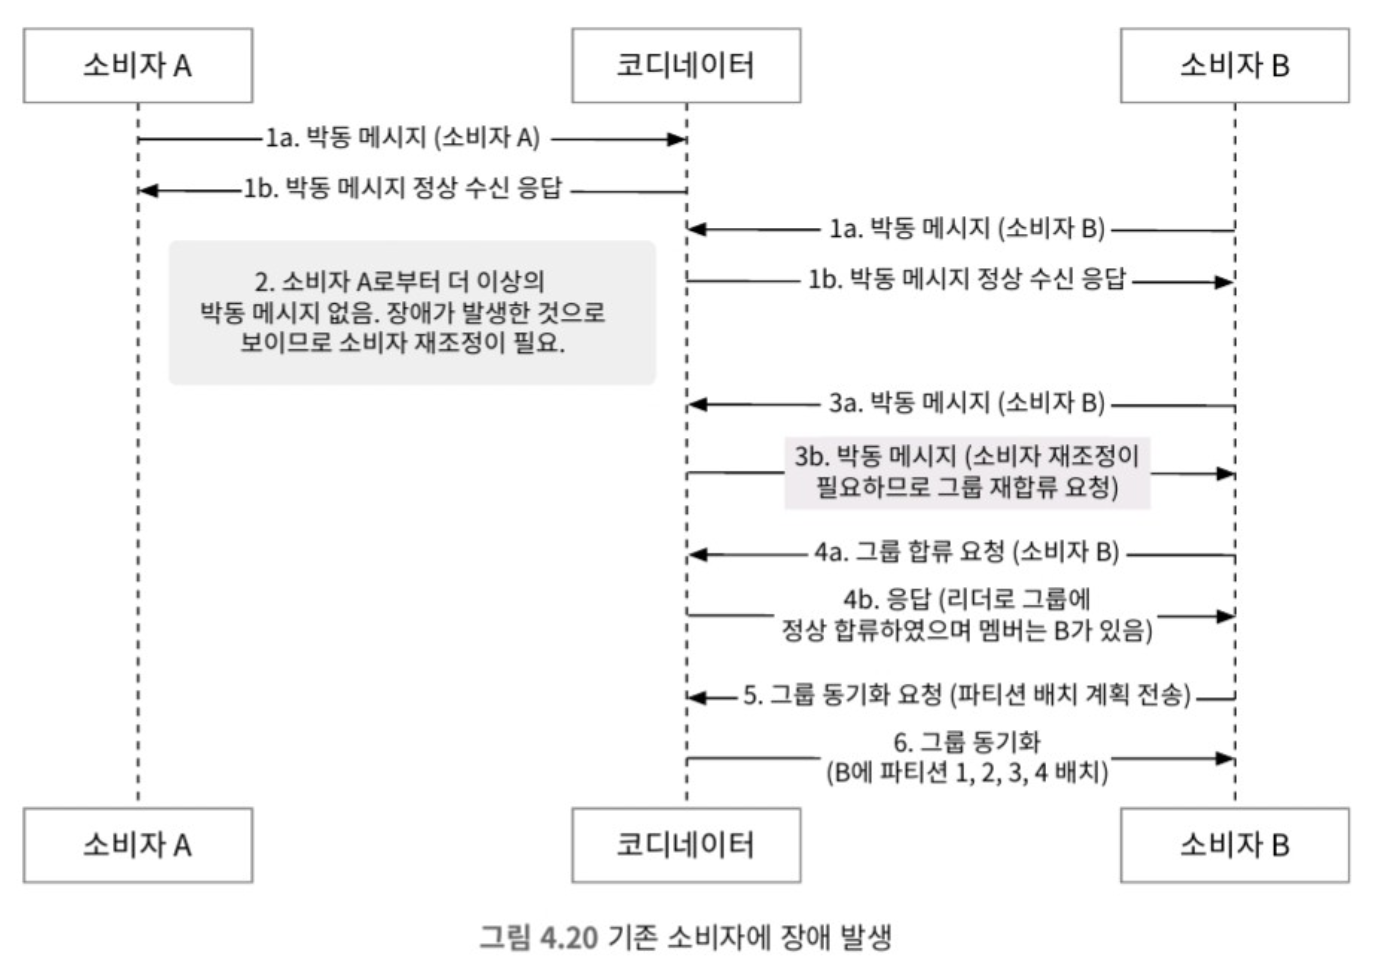 소비자 A
코디네이터
소비자 B
1a. 박동 메시지 (소비자 A)
1b. 박동 메시지 정상 수신 응답
1a. 박동 메시지 (소비자 B)
1b. 박동 메시지 정상 수신 응답
2. 소비자 A로부터 더 이상의
박동 메시지 없음. 장애가 발생한 것으로
보이므로 소비자 재조정이 필요.
3a. 박동 메시지 (소비자 B)
3b. 박동 메시지 (소비자 재조정이
필요하므로 그룹 재합류 요청)
4a. 그룹 합류 요청 (소비자 B)
4b. 응답 (리더로 그룹에
정상 합류하였으며 멤버는 B가 있음)
5. 그룹 동기화 요청 (파티션 배치 계획 전송)
6. 그룹 동기화
(B에 파티션 1, 2, 3, 4 배치)
소비자 A
코디네이터
소비자 B
그림 4.20 기존 소비자에 장애 발생